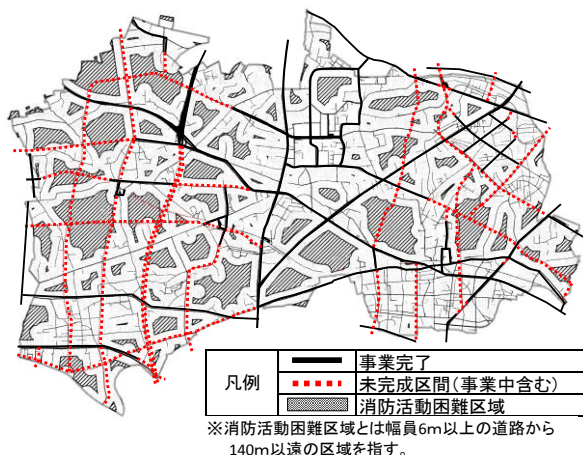 凡例
事業完了
未完成区間(事業中含む)
消防活動困難区域
※消防活動困難区域とは幅員6m以上の道路から
140m以遠の区域を指す。